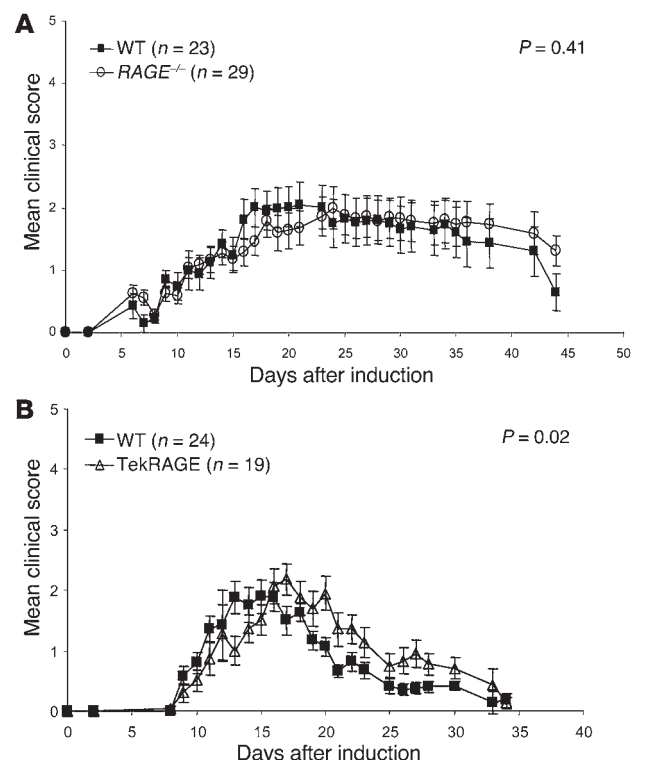 A
WT (n = 23)
RAGE–/– (n = 29)
P = 0.41
Mean clinical score
5
4
3
2
1
0
0 5 10 15 20 25 30 35 40 45 50
Days after induction
B
WT (n = 24)
TekRAGE (n = 19)
P = 0.02
Mean clinical score
5
4
3
2
1
0
0 5 10 15 20 25 30 35 40
Days after induction